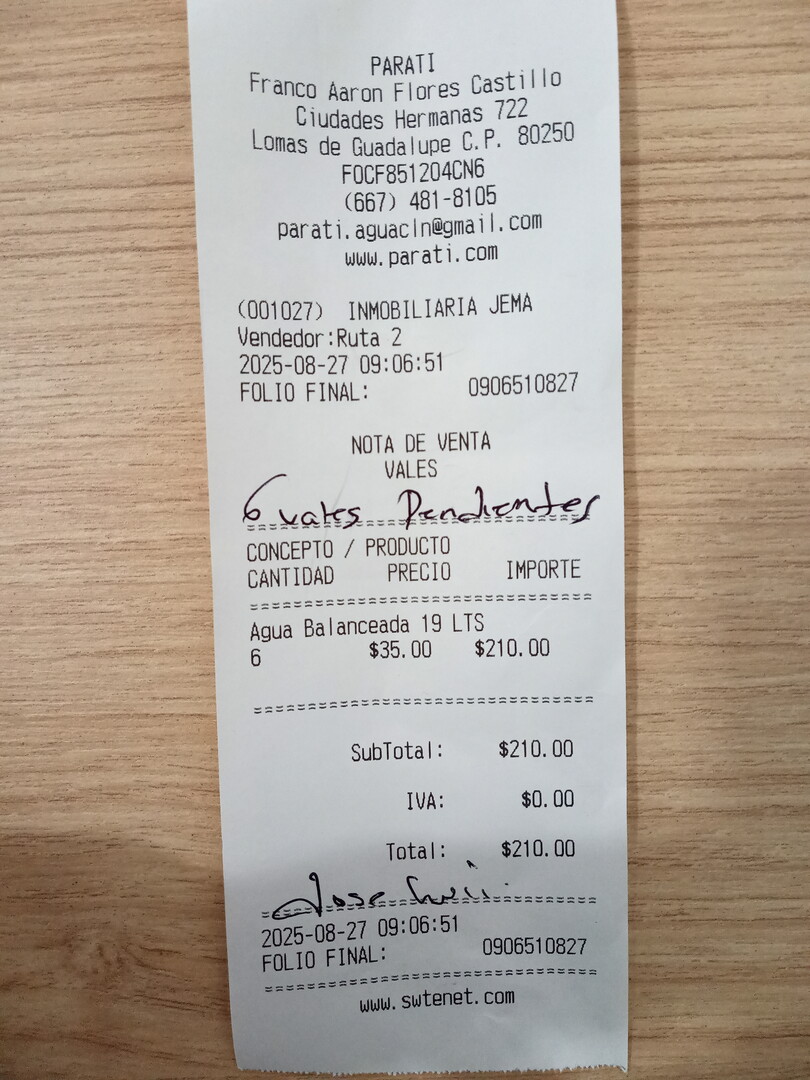 PARATI
Franco Aaron Flores Castillo
Ciudades Hermanas 722
Lomas de Guadalupe C.P. 80250
FOCF851204CN6
(667) 481-8105
parati.aguacln@gmail.com
www.parati.com
(001027) INMOBILIARIA JEMA
Vendedor:Ruta 2
2025-08-27 09:06:51
FOLIO FINAL: 0906510827
NOTA DE VENTA
VALES
6 vales Pendientes
CONCEPTO / PRODUCTO
CANTIDAD PRECIO IMPORTE
Agua Balanceada 19 LTS
6 $35.00 $210.00
SubTotal: $210.00
IVA: $0.00
Total: $210.00
Jose
2025-08-27 09:06:51
FOLIO FINAL: 0906510827
www.swtenet.com